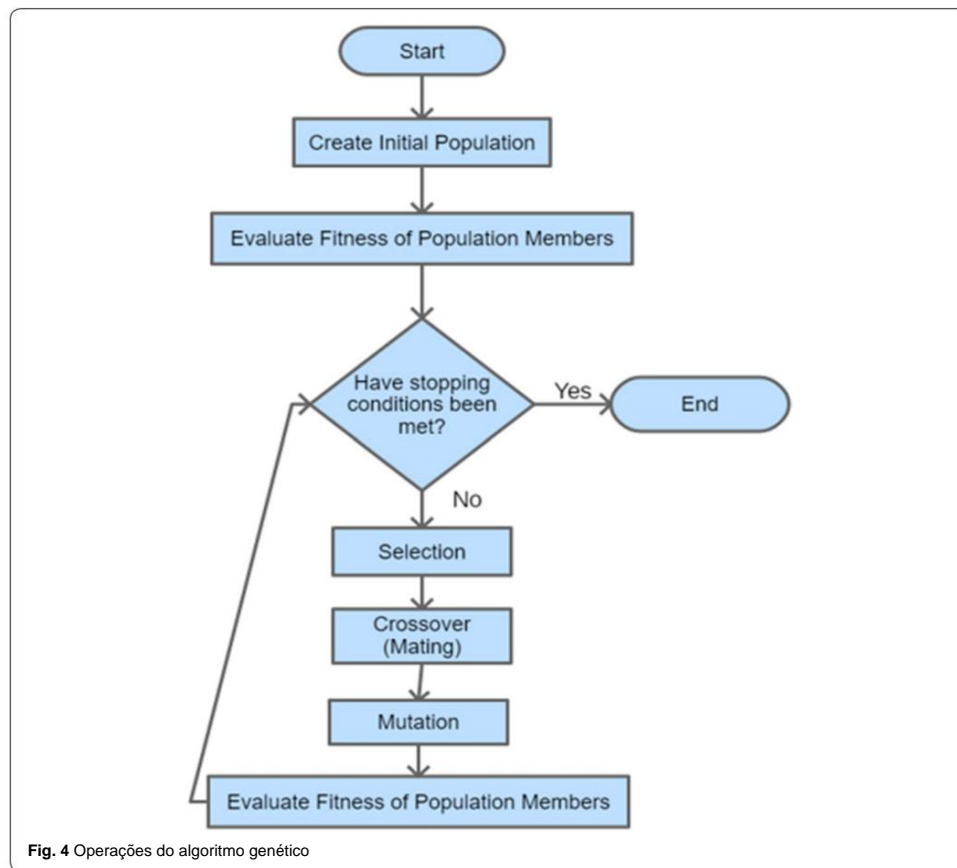 Start
Create Initial Population
Evaluate Fitness of Population Members
Have stopping
conditions been
met?
Yes
End
No
Selection
Crossover
(Mating)
Mutation
Evaluate Fitness of Population Members
Fig. 4 Operações do algoritmo genético